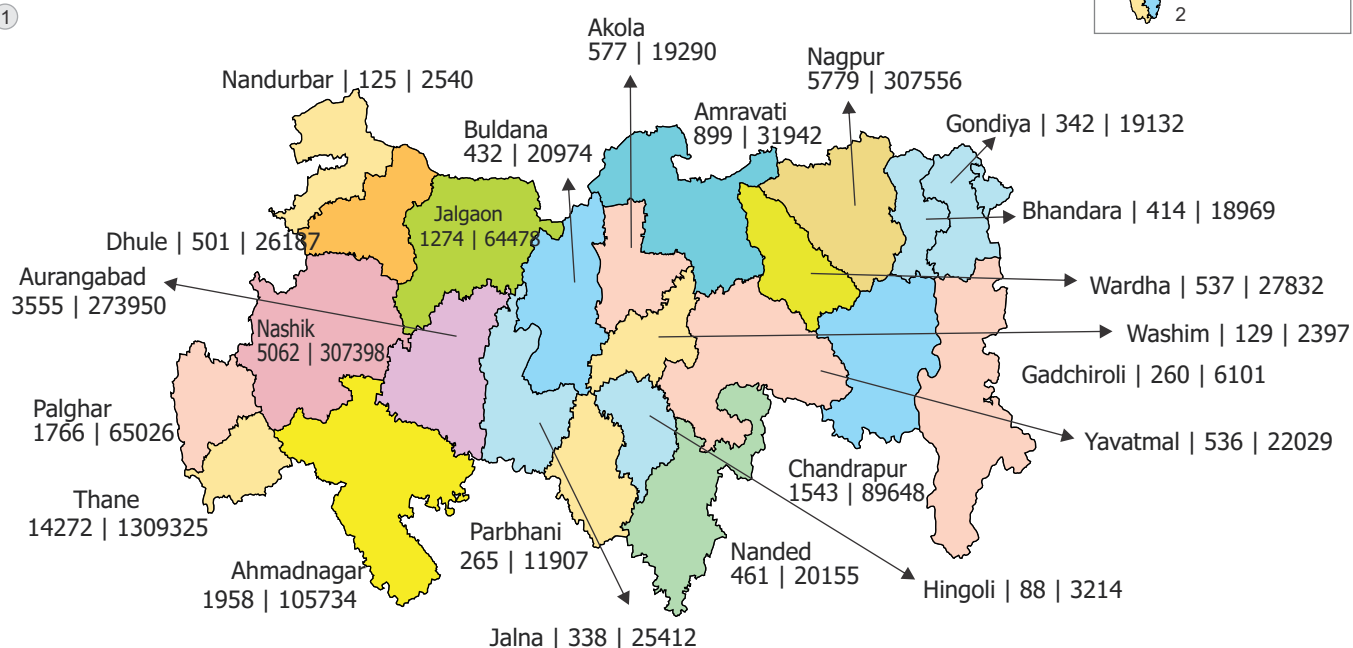 1
2
Akola
577 | 19290
Nagpur
5779 | 307556
Nandurbar | 125 | 2540
Amravati
899 | 31942
Gondiya | 342 | 19132
Buldana
432 | 20974
Jalgaon
1274 | 64478
Bhandara | 414 | 18969
Dhule | 501 | 26187
Aurangabad
3555 | 273950
Wardha | 537 | 27832
Nashik
5062 | 307398
Washim | 129 | 2397
Gadchiroli | 260 | 6101
Palghar
1766 | 65026
Yavatmal | 536 | 22029
Chandrapur
1543 | 89648
Thane
14272 | 1309325
Parbhani
265 | 11907
Nanded
461 | 20155
Ahmadnagar
1958 | 105734
Hingoli | 88 | 3214
Jalna | 338 | 25412